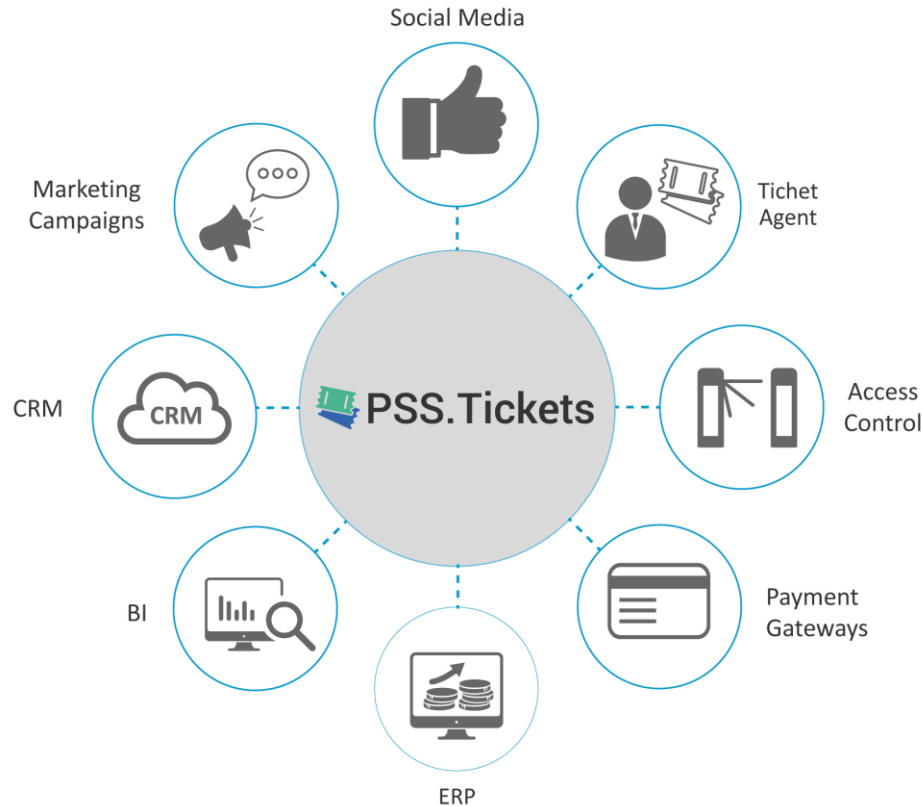 Social Media
Marketing
Campaigns
Tichet
Agent
CRM
CRM
PSS.Tickets
Access
Control
BI
Payment
Gateways
ERP